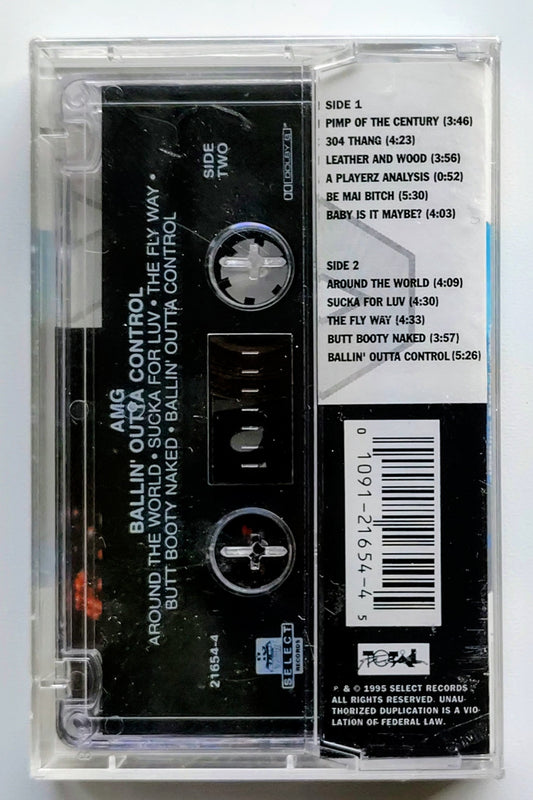 SIDE 1
PIMP OF THE CENTURY (3:46)
304 THANG (4:23)
LEATHER AND WOOD (3:56)
A PLAYERZ ANALYSIS (0:52)
BE MAI BITCH (5:30)
BABY IS IT MAYBE? (4:03)
SIDE 2
AROUND THE WORLD (4:09)
SUCKA FOR LUV (4:30)
THE FLY WAY (4:33)
BUTT BOOTY NAKED (3:57)
BALLIN' OUTTA CONTROL (5:26)
0 1091-21654-4 5
TOTAL
P & © 1995 SELECT RECORDS
ALL RIGHTS RESERVED. UNAU-
THORIZED DUPLICATION IS A VIO-
LATION OF FEDERAL LAW.
AMG
BALLIN' OUTTA CONTROL
AROUND THE WORLD • SUCKA FOR LUV • THE FLY WAY •
BUTT BOOTY NAKED • BALLIN' OUTTA CONTROL
SIDE
TWO
DOLBY B
21654-4
SELECT
RECORDS